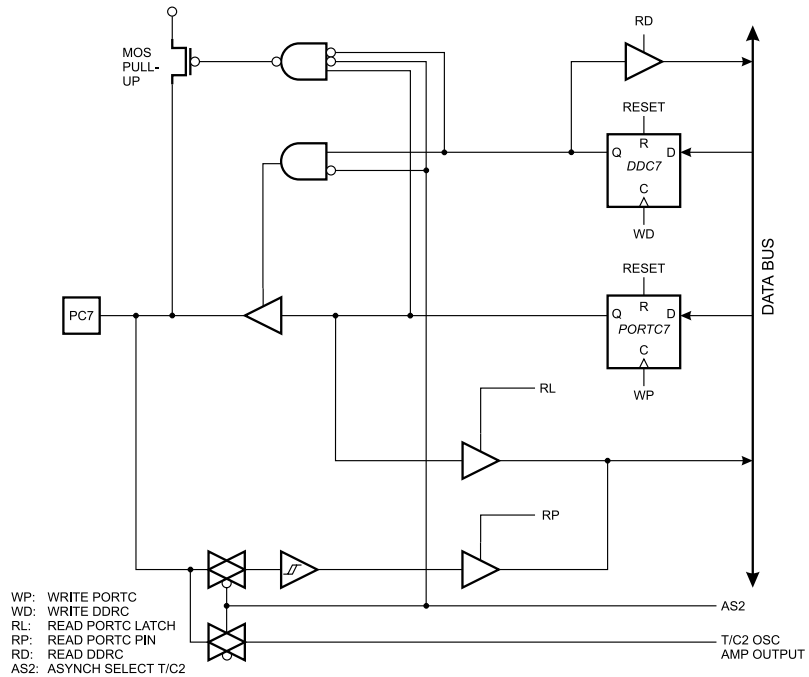 RD
MOS
PULL-
UP
RESET
R
Q
D
DDC7
C
WD
RESET
R
Q
D
PORTC7
C
WP
DATA BUS
PC7
RL
RP
WP: WRITE PORTC
WD: WRITE DDRC
RL: READ PORTC LATCH
RP: READ PORTC PIN
RD: READ DDRC
AS2: ASYNCH SELECT T/C2
AS2
T/C2 OSC
AMP OUTPUT